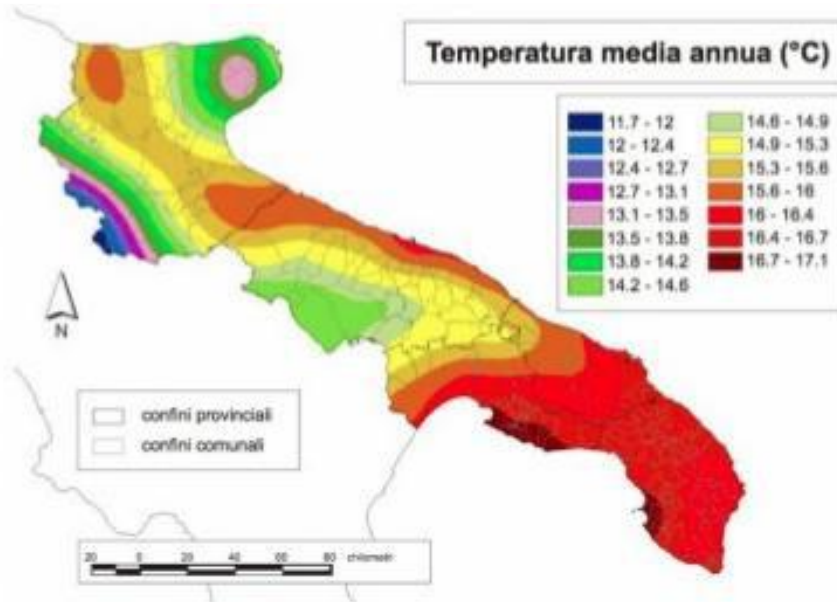 Temperatura media annua (°C)
11.7 - 12
12 - 12.4
12.4 - 12.7
12.7 - 13.1
13.1 - 13.5
13.5 - 13.8
13.8 - 14.2
14.2 - 14.6
14.6 - 14.9
14.9 - 15.3
15.3 - 15.6
15.6 - 16
16 - 16.4
16.4 - 16.7
16.7 - 17.1
N
confini provinciali
confini comunali
20 0 20 40 60 80 chilometri